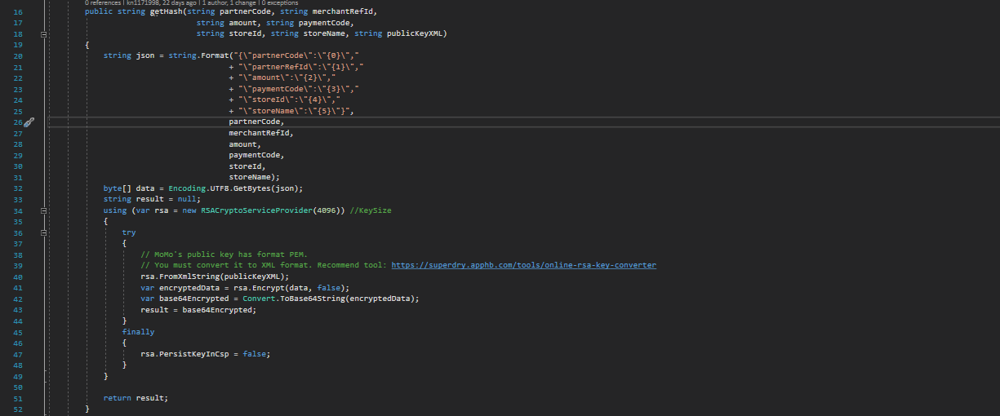 0 references | kn1171998, 22 days ago | 1 author, 1 change | 0 exceptions
16 public string getHash(string partnerCode, string merchantRefId,
17 string amount, string paymentCode,
18 string storeId, string storeName, string publicKeyXML)
19 {
20 string json = string.Format("{\"partnerCode\":\"{0}\","
21 + "\"partnerRefId\":\"{1}\","
22 + "\"amount\":\"{2}\","
23 + "\"paymentCode\":\"{3}\","
24 + "\"storeId\":\"{4}\","
25 + "\"storeName\":\"{5}\"}",
26 partnerCode,
27 merchantRefId,
28 amount,
29 paymentCode,
30 storeId,
31 storeName);
32 byte[] data = Encoding.UTF8.GetBytes(json);
33 string result = null;
34 using (var rsa = new RSACryptoServiceProvider(4096)) //KeySize
35 {
36 try
37 {
38 // MoMo's public key has format PEM.
39 // You must convert it to XML format. Recommend tool: https://superdry.apphb.com/tools/online-rsa-key-converter
40 rsa.FromXmlString(publicKeyXML);
41 var encryptedData = rsa.Encrypt(data, false);
42 var base64Encrypted = Convert.ToBase64String(encryptedData);
43 result = base64Encrypted;
44 }
45 finally
46 {
47 rsa.PersistKeyInCsp = false;
48 }
49 }
50
51 return result;
52 }